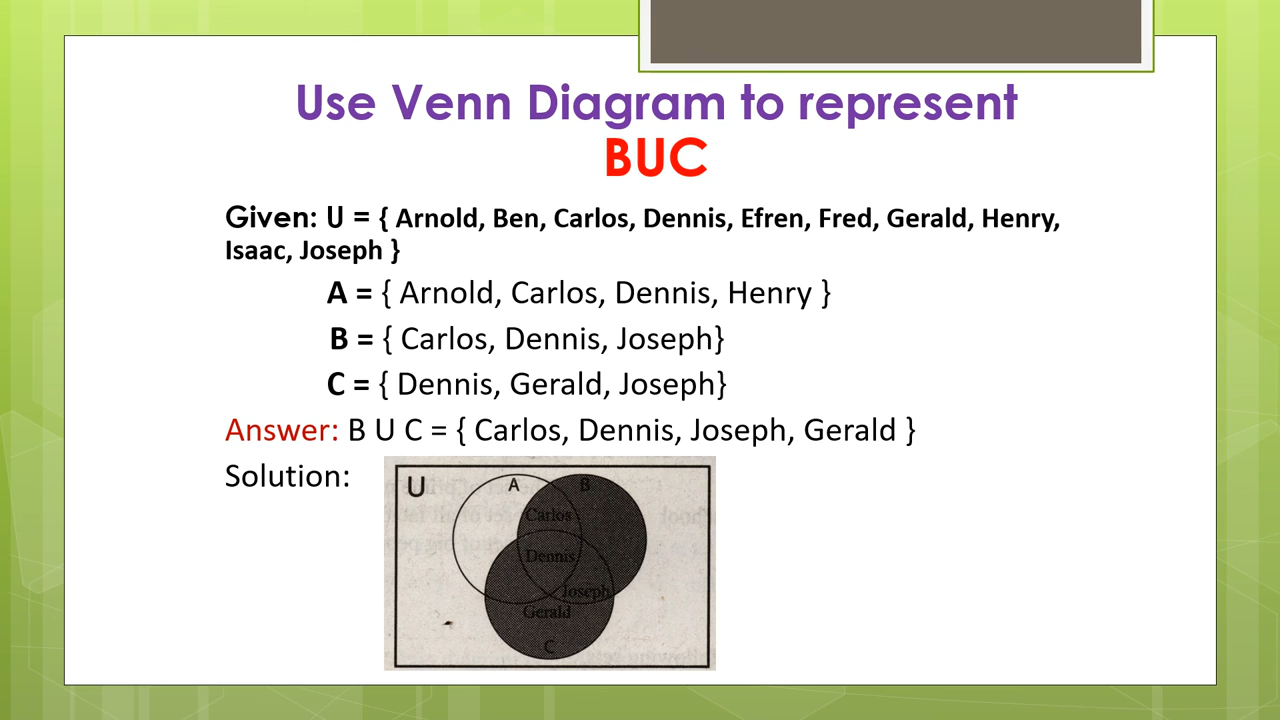 Use Venn Diagram to represent
BUC
Given: U = { Arnold, Ben, Carlos, Dennis, Efren, Fred, Gerald, Henry,
Isaac, Joseph }
A = { Arnold, Carlos, Dennis, Henry }
B = { Carlos, Dennis, Joseph}
C = { Dennis, Gerald, Joseph}
Answer: B U C = { Carlos, Dennis, Joseph, Gerald }
Solution:
U
A
B
Carlos
Dennis
Joseph
Gerald
C